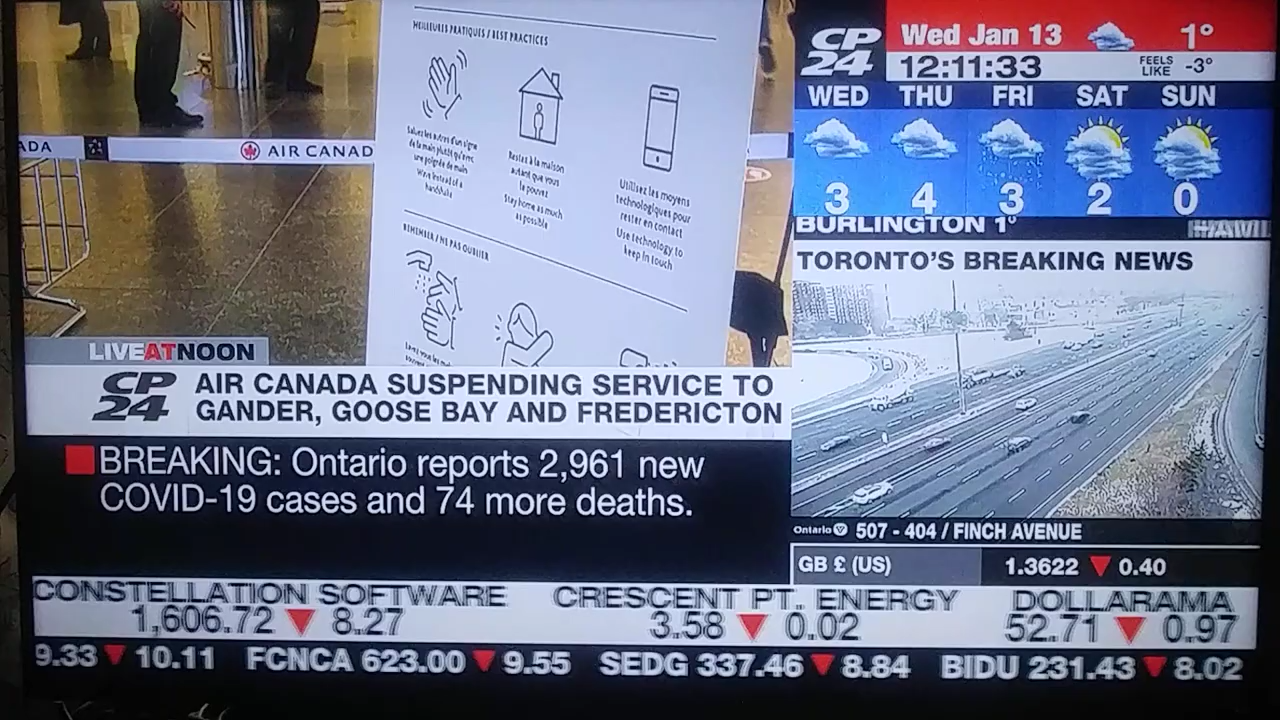 MEILLEURES PRATIQUES / BEST PRACTICES
Saluez les autres d'un signe
de la main plutôt qu'avec
une poignée de main
Wave instead of a
handshake
Restez à la maison
autant que vous
le pouvez
Stay home as much
as possible
Utilisez les moyens
technologiques pour
rester en contact
Use technology to
keep in touch
REMEMBER / NE PAS OUBLIER
ADA
AIR CANAD
LIVEATNOON
CP
24
AIR CANADA SUSPENDING SERVICE TO
GANDER, GOOSE BAY AND FREDERICTON
BREAKING: Ontario reports 2,961 new
COVID-19 cases and 74 more deaths.
CP
24
Wed Jan 13
1°
12:11:33
FEELS
LIKE -3°
WED THU FRI SAT SUN
3 4 3 2 0
BURLINGTON 1°
HAMIL
TORONTO'S BREAKING NEWS
Ontario 507 - 404 / FINCH AVENUE
GB £ (US) 1.3622 ▼ 0.40
CONSTELLATION SOFTWARE CRESCENT PT. ENERGY DOLLARAMA
1,606.72 ▼ 8.27 3.58 ▼ 0.02 52.71 ▼ 0.97
9.33 ▼ 10.11 FCNCA 623.00 ▼ 9.55 SEDG 337.46 ▼ 8.84 BIDU 231.43 ▼ 8.02